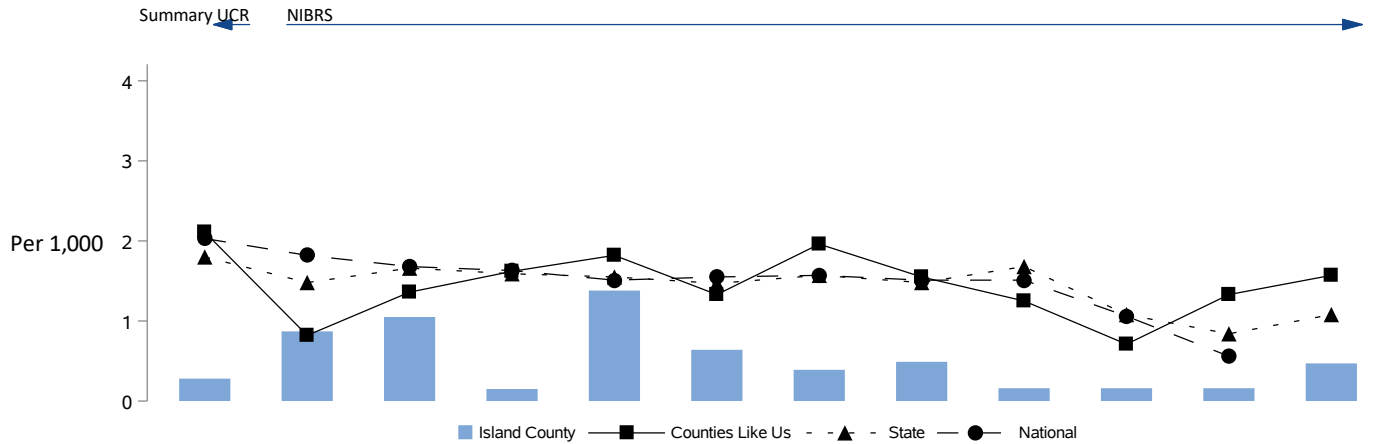 Summary UCR NIBRS
4
3
Per 1,000 2
1
0
Island County Counties Like Us State National